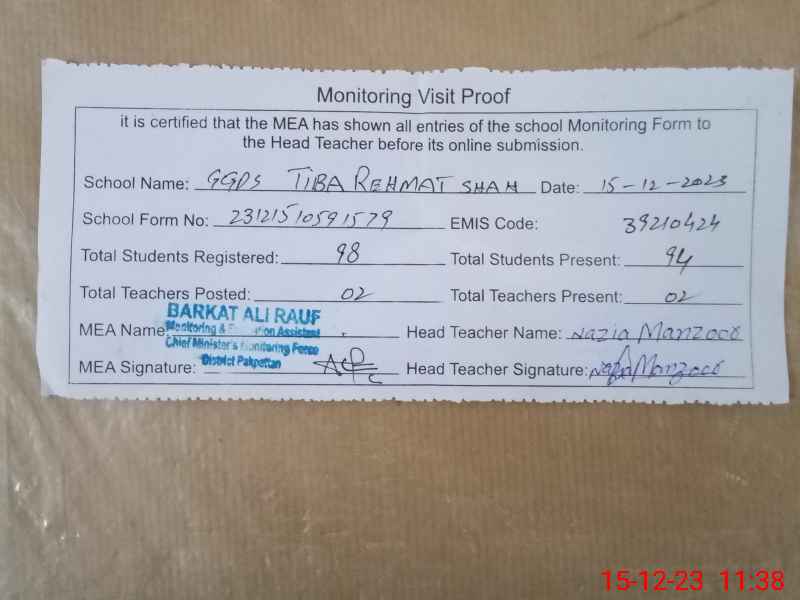 Monitoring Visit Proof
it is certified that the MEA has shown all entries of the school Monitoring Form to
the Head Teacher before its online submission.
School Name: GGPS TIBA REHMAT SHAH Date: 15-12-2023
School Form No: 23121510591579 EMIS Code: 39210424
Total Students Registered: 98 Total Students Present: 94
Total Teachers Posted: 02 Total Teachers Present: 02
BARKAT ALI RAUF
MEA Name: Monitoring & Assistant Head Teacher Name: Nazia Manzoor
Chief Minister's Monitoring Force
District Pakpattan
MEA Signature: Head Teacher Signature: Nazia Manzoor
15-12-23 11:38